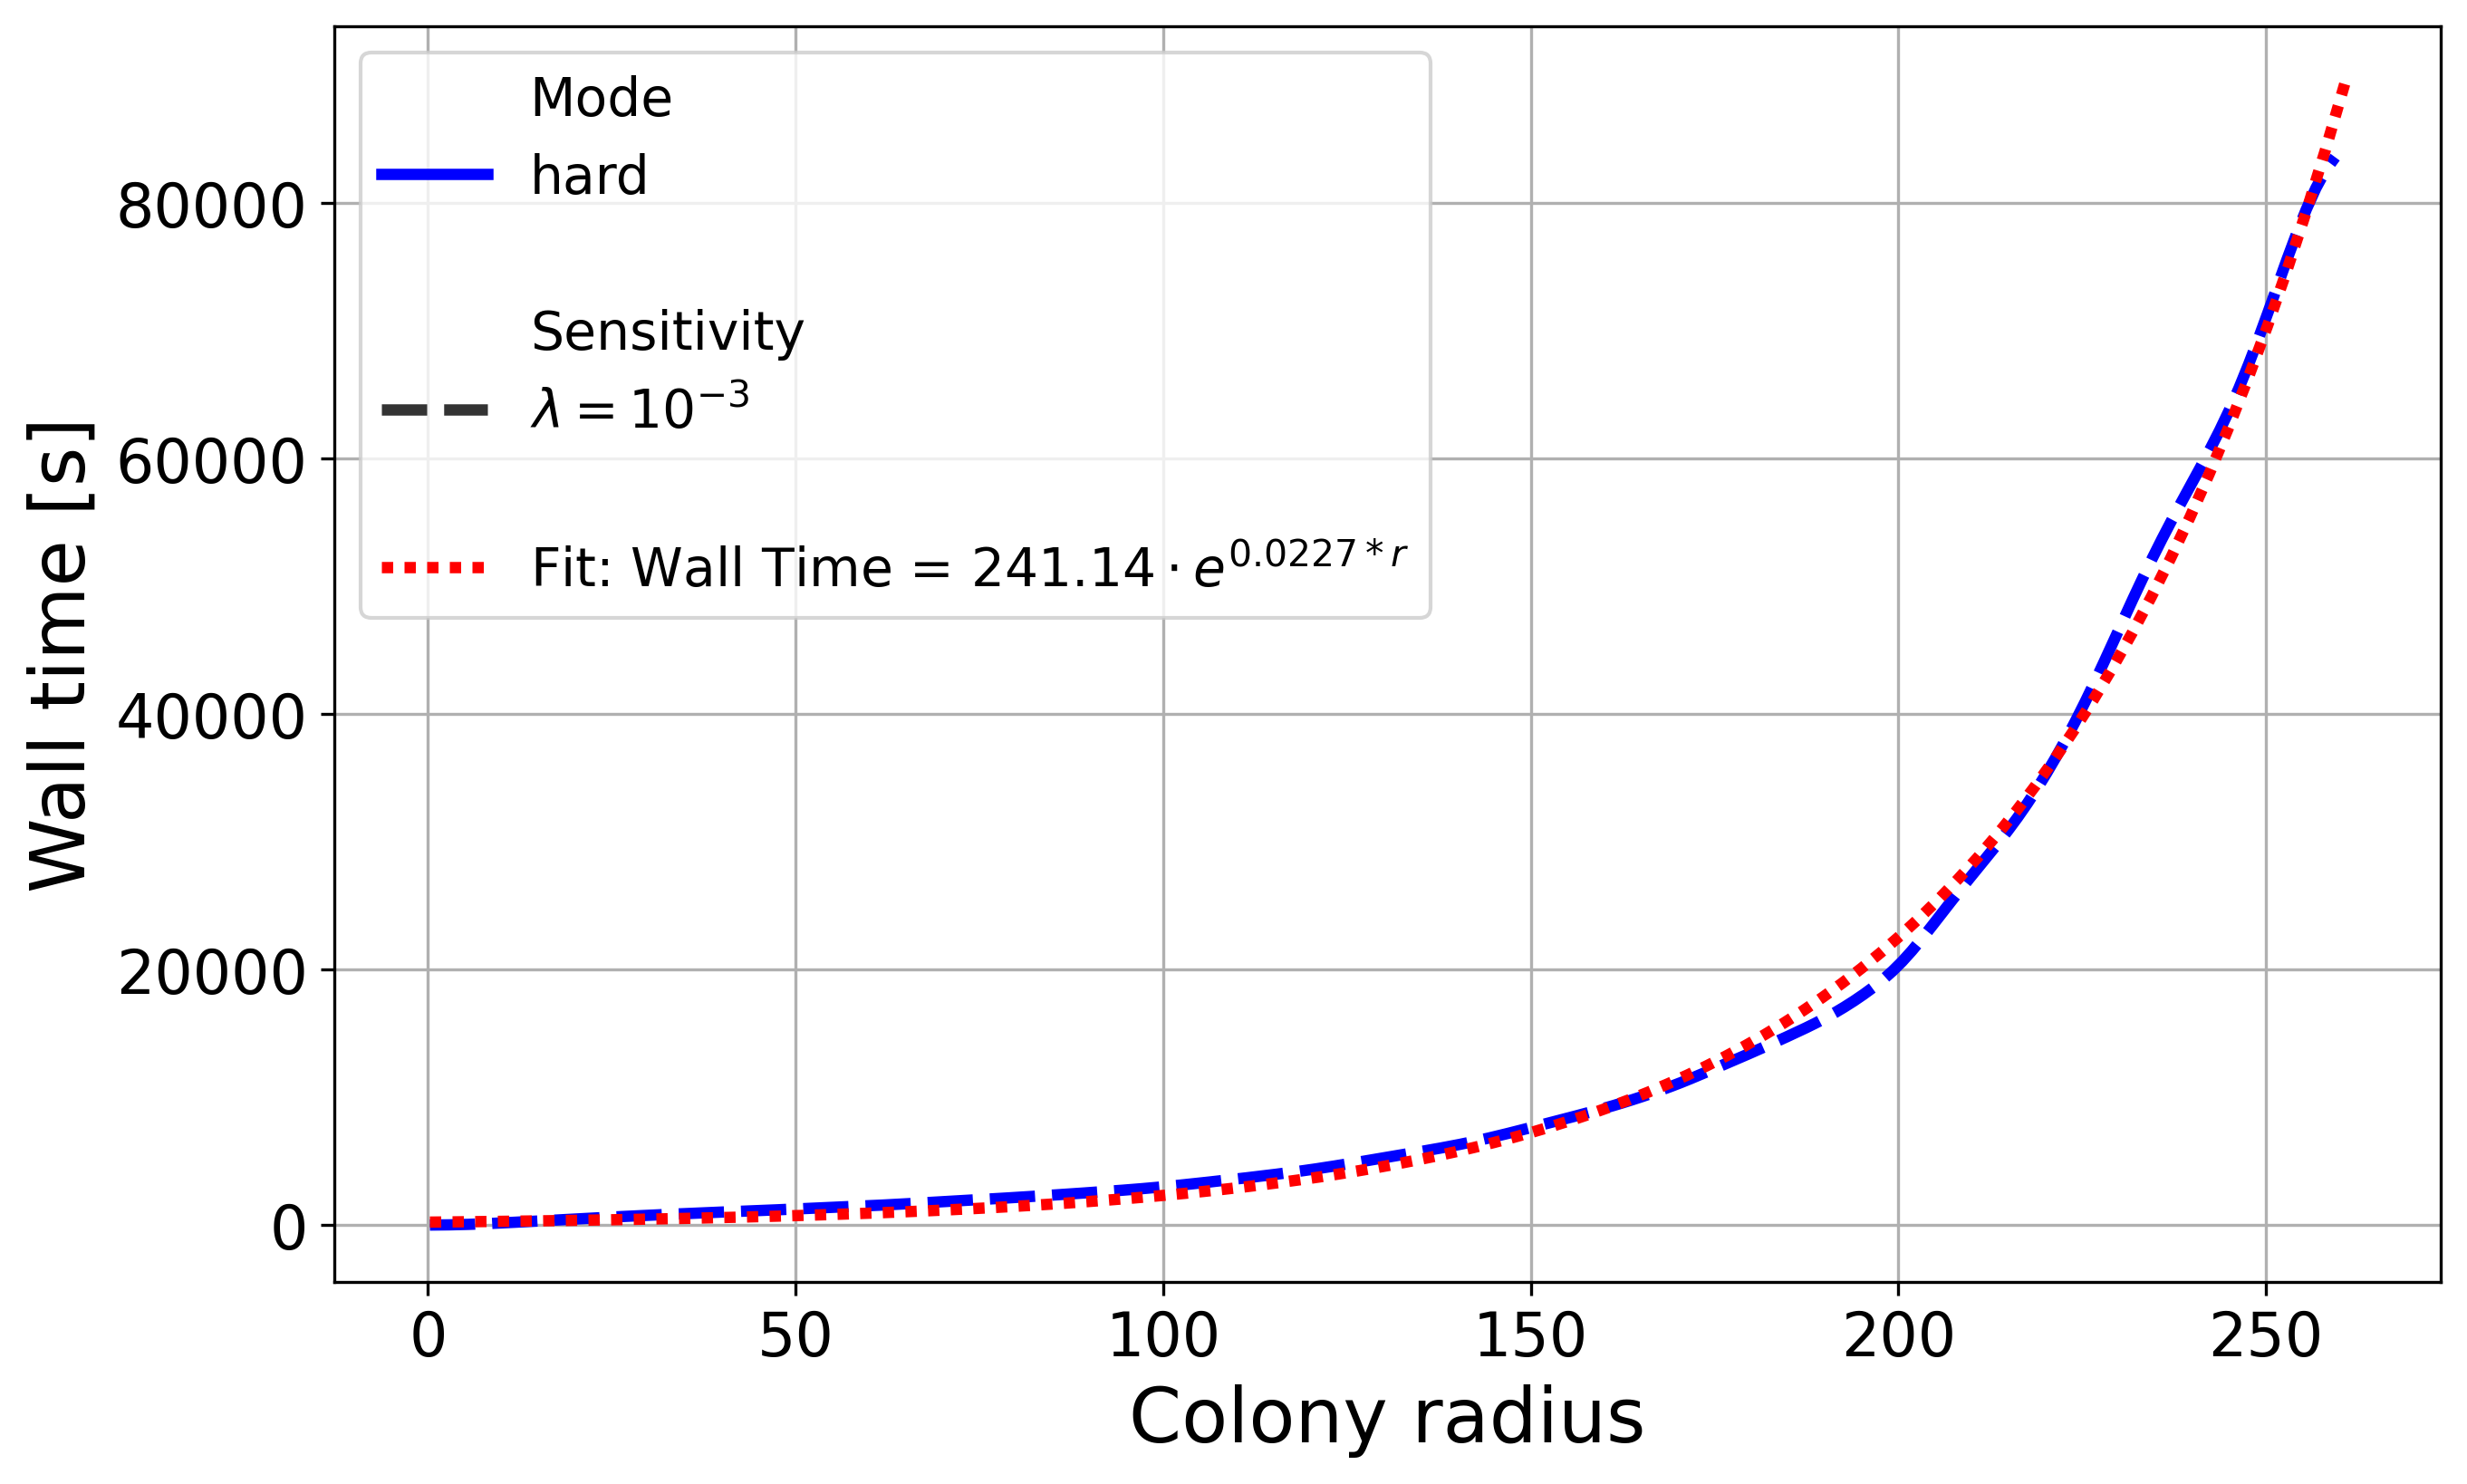 Mode
hard
Sensitivity
λ = 10⁻³
Fit: Wall Time = 241.14 · e^{0.0227*r}
Wall time [s]
80000
60000
40000
20000
0
0 50 100 150 200 250
Colony radius